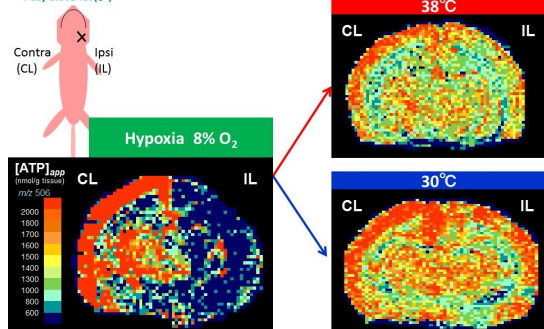 38°C
CL IL
Contra
(CL)
Ipsi
(IL)
Hypoxia 8% O₂
[ATP]app
(nmol/g tissue)
m/z 506
2000
1800
1700
1600
1500
1400
1300
1000
800
600
CL IL
30°C
CL IL